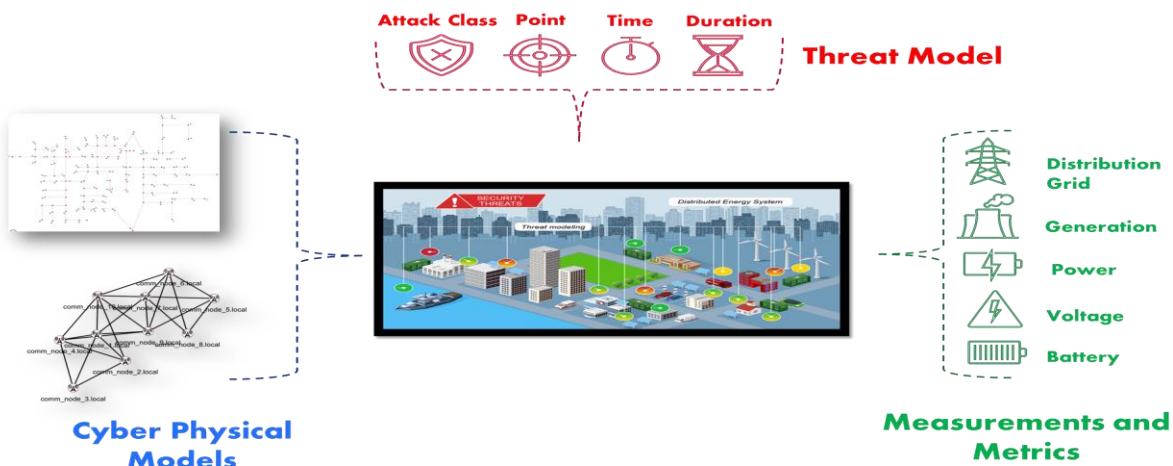 Attack Class Point Time Duration
Threat Model
SECURITY
THREATS
Distributed Energy System
Threat modeling
Distribution
Grid
Generation
Power
Voltage
Battery
comm_node_6.local
comm_node_5.local
comm_node_4.local
comm_node_8.local
comm_node_2.local
comm_node_3.local
Cyber Physical
Models
Measurements and
Metrics